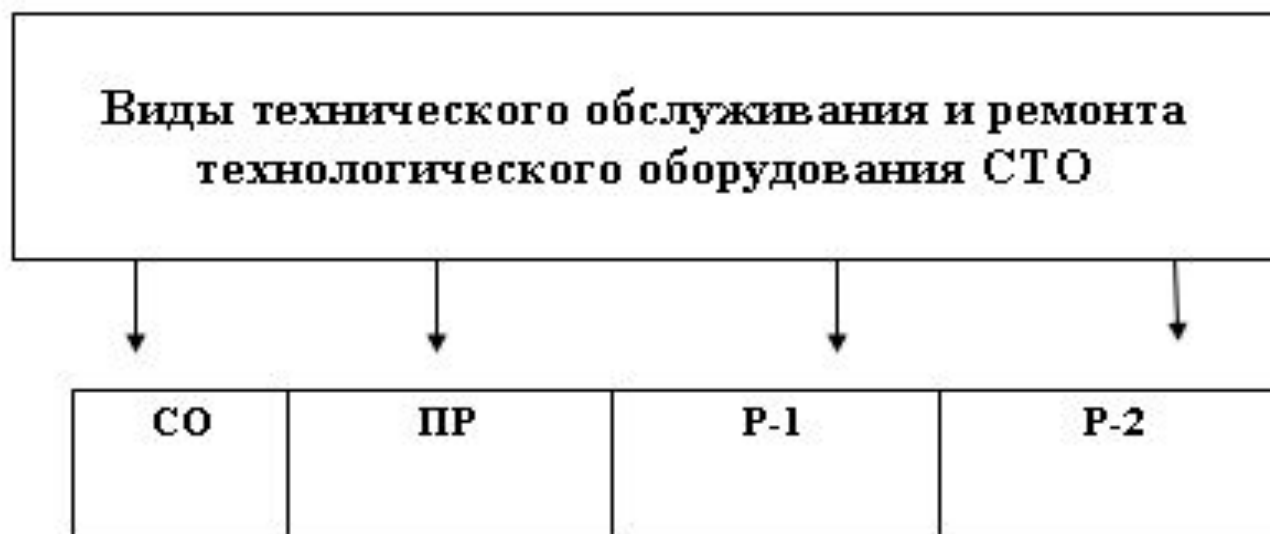 Виды технического обслуживания и ремонта
технологического оборудования СТО
СО ПР Р-1 Р-2